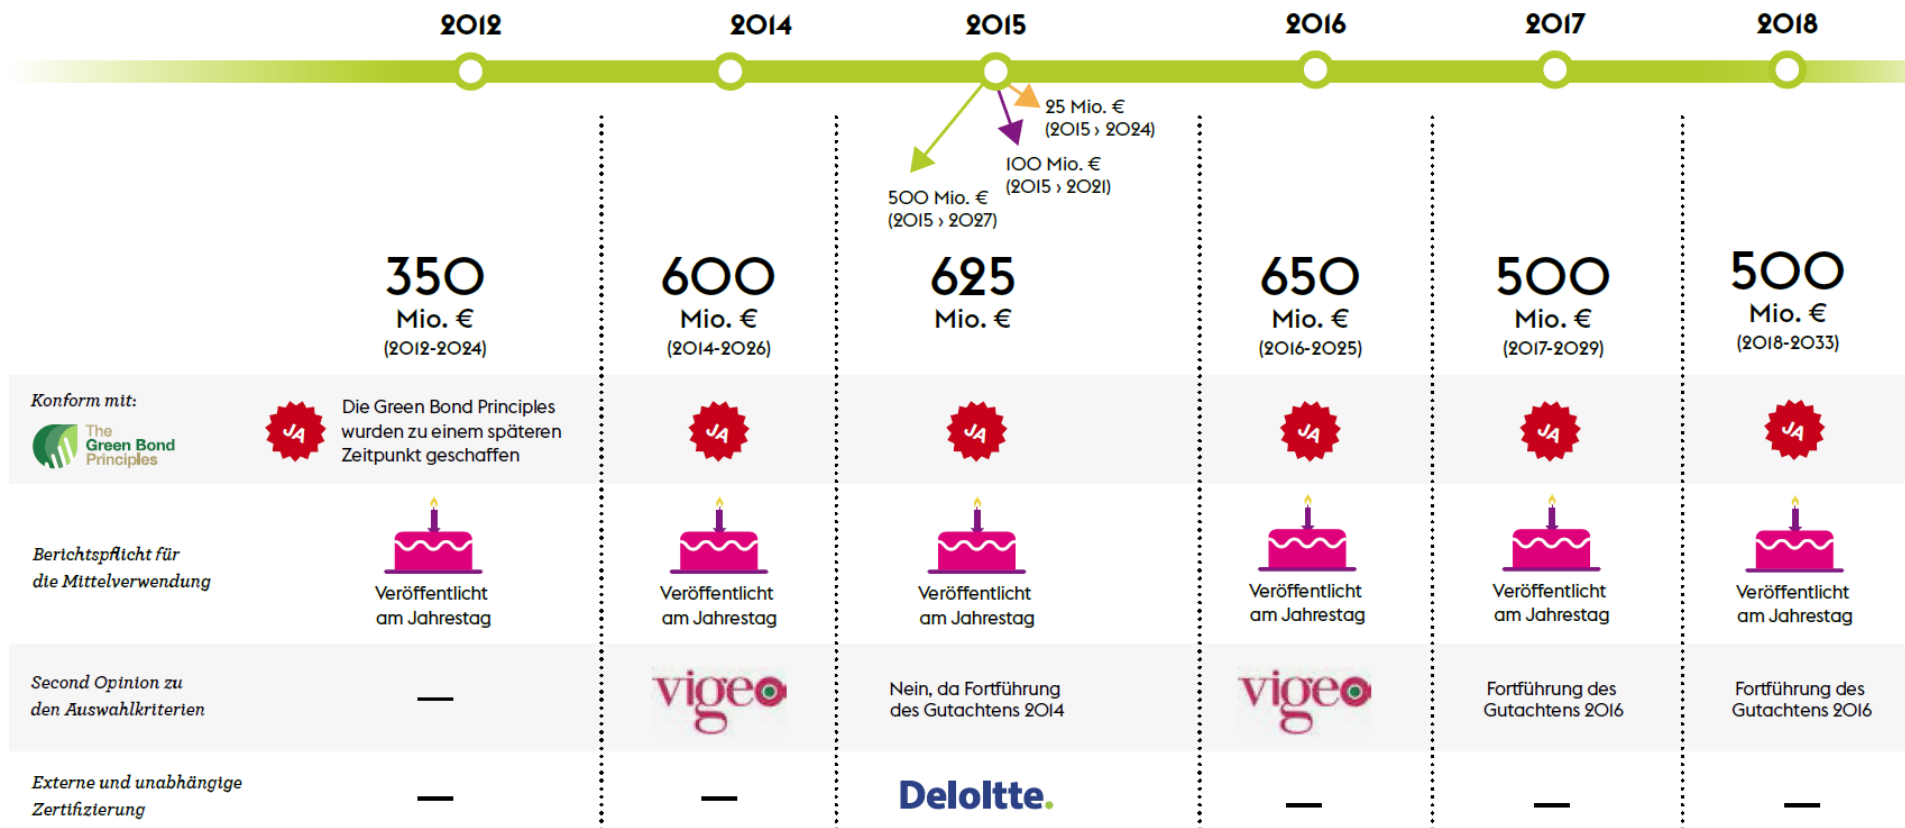 2012
2014
2015
2016
2017
2018
25 Mio. €
(2015 › 2024)
100 Mio. €
(2015 › 2021)
500 Mio. €
(2015 › 2027)
350
Mio. €
(2012-2024)
600
Mio. €
(2014-2026)
625
Mio. €
650
Mio. €
(2016-2025)
500
Mio. €
(2017-2029)
500
Mio. €
(2018-2033)
Konform mit:
The
Green Bond
Principles
JA
Die Green Bond Principles
wurden zu einem späteren
Zeitpunkt geschaffen
JA
JA
JA
JA
JA
Berichtspflicht für
die Mittelverwendung
Veröffentlicht
am Jahrestag
Veröffentlicht
am Jahrestag
Veröffentlicht
am Jahrestag
Veröffentlicht
am Jahrestag
Veröffentlicht
am Jahrestag
Veröffentlicht
am Jahrestag
Second Opinion zu
den Auswahlkriterien
—
vigeo
Nein, da Fortführung
des Gutachtens 2014
vigeo
Fortführung des
Gutachtens 2016
Fortführung des
Gutachtens 2016
Externe und unabhängige
Zertifizierung
—
—
Deloitte.
—
—
—